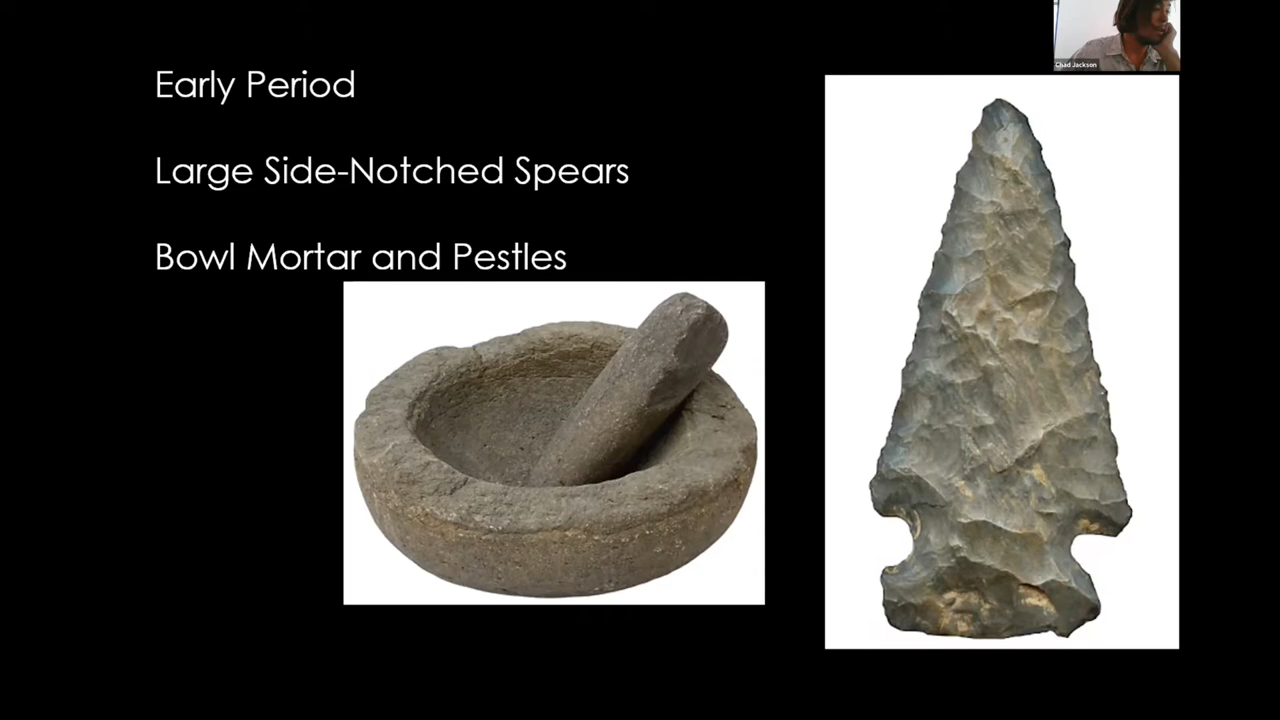 Early Period
Large Side-Notched Spears
Bowl Mortar and Pestles
Chad Jackson